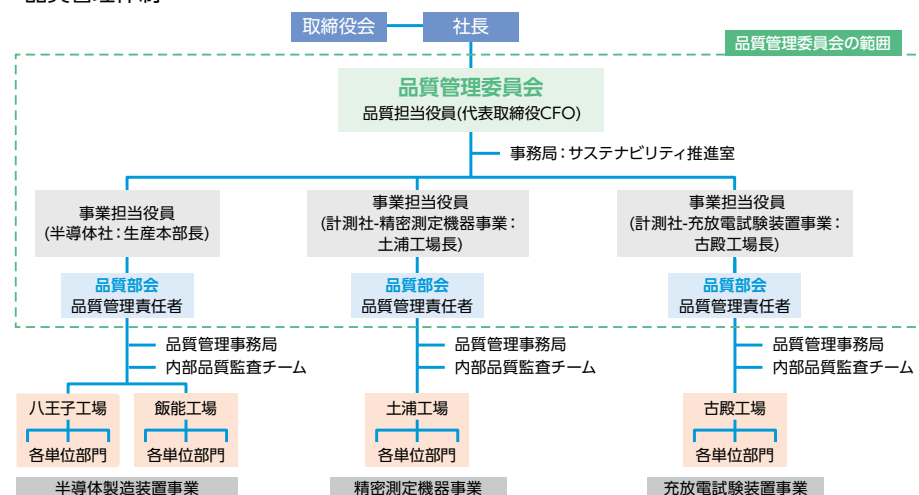 取締役会
社長
品質管理委員会の範囲
品質管理委員会
品質担当役員(代表取締役CFO)
事務局：サステナビリティ推進室
事業担当役員
(半導体社：生産本部長)
事業担当役員
(計測社-精密測定機器事業：
土浦工場長)
事業担当役員
(計測社-充放電試験装置事業：
古殿工場長)
品質部会
品質管理責任者
品質部会
品質管理責任者
品質部会
品質管理責任者
品質管理事務局
内部品質監査チーム
品質管理事務局
内部品質監査チーム
品質管理事務局
内部品質監査チーム
八王子工場
各単位部門
飯能工場
各単位部門
土浦工場
各単位部門
古殿工場
各単位部門
半導体製造装置事業
精密測定機器事業
充放電試験装置事業